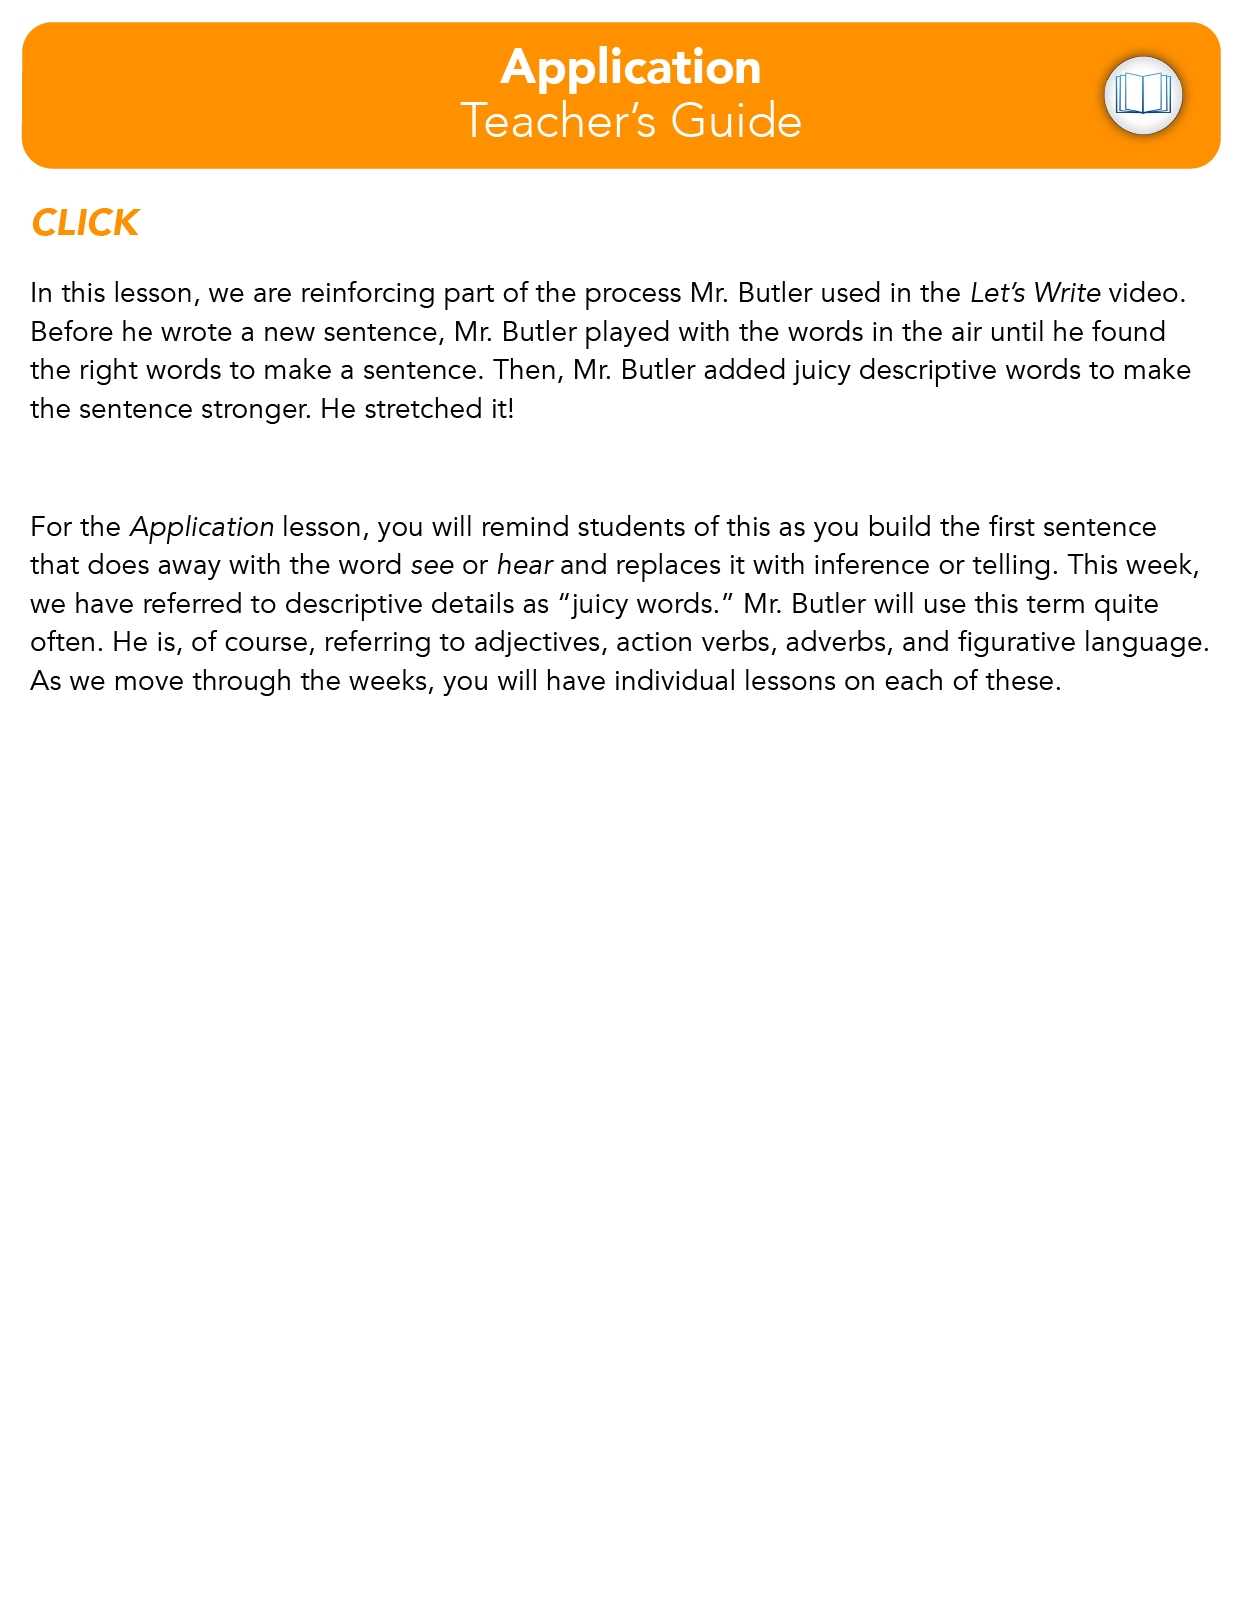 Application
Teacher’s Guide
CLICK
In this lesson, we are reinforcing part of the process Mr. Butler used in the Let’s Write video.
Before he wrote a new sentence, Mr. Butler played with the words in the air until he found
the right words to make a sentence. Then, Mr. Butler added juicy descriptive words to make
the sentence stronger. He stretched it!
For the Application lesson, you will remind students of this as you build the first sentence
that does away with the word see or hear and replaces it with inference or telling. This week,
we have referred to descriptive details as “juicy words.” Mr. Butler will use this term quite
often. He is, of course, referring to adjectives, action verbs, adverbs, and figurative language.
As we move through the weeks, you will have individual lessons on each of these.